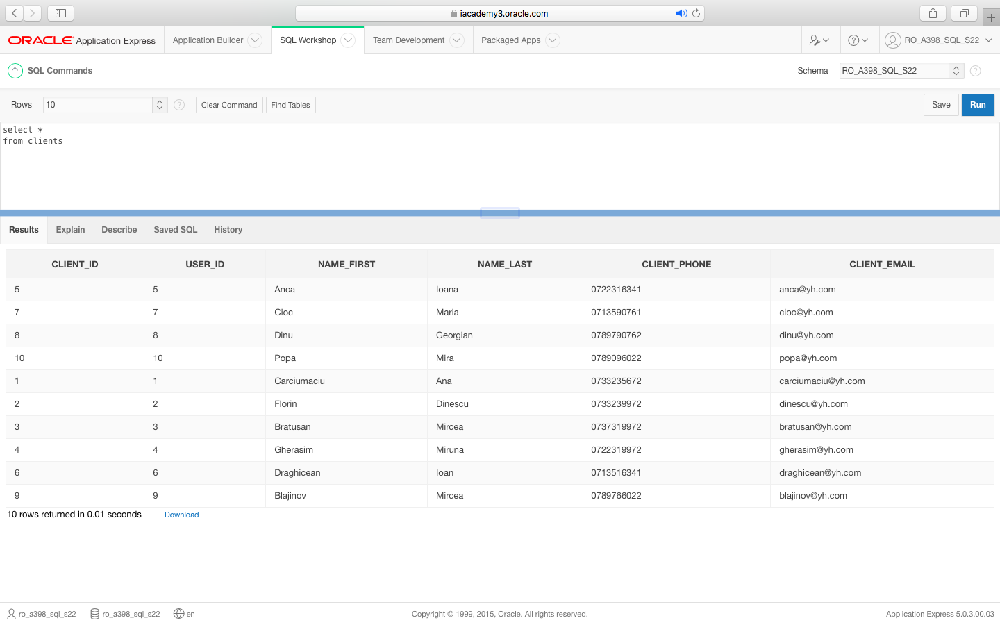 iacademy3.oracle.com
ORACLE Application Express Application Builder SQL Workshop Team Development Packaged Apps RO_A398_SQL_S22
SQL Commands Schema RO_A398_SQL_S22
Rows 10 Clear Command Find Tables Save Run
select *
from clients
Results Explain Describe Saved SQL History
CLIENT_ID USER_ID NAME_FIRST NAME_LAST CLIENT_PHONE CLIENT_EMAIL
5 5 Anca Ioana 0722316341 anca@yh.com
7 7 Cioc Maria 0713590761 cioc@yh.com
8 8 Dinu Georgian 0789790762 dinu@yh.com
10 10 Popa Mira 0789096022 popa@yh.com
1 1 Carciumaciu Ana 0733235672 carciumaciu@yh.com
2 2 Florin Dinescu 0733239972 dinescu@yh.com
3 3 Bratusan Mircea 0737319972 bratusan@yh.com
4 4 Gherasim Miruna 0722319972 gherasim@yh.com
6 6 Draghicean Ioan 0713516341 draghicean@yh.com
9 9 Blajinov Mircea 0789766022 blajinov@yh.com
10 rows returned in 0.01 seconds Download
ro_a398_sql_s22 ro_a398_sql_s22 en Copyright © 1999, 2015, Oracle. All rights reserved. Application Express 5.0.3.00.03